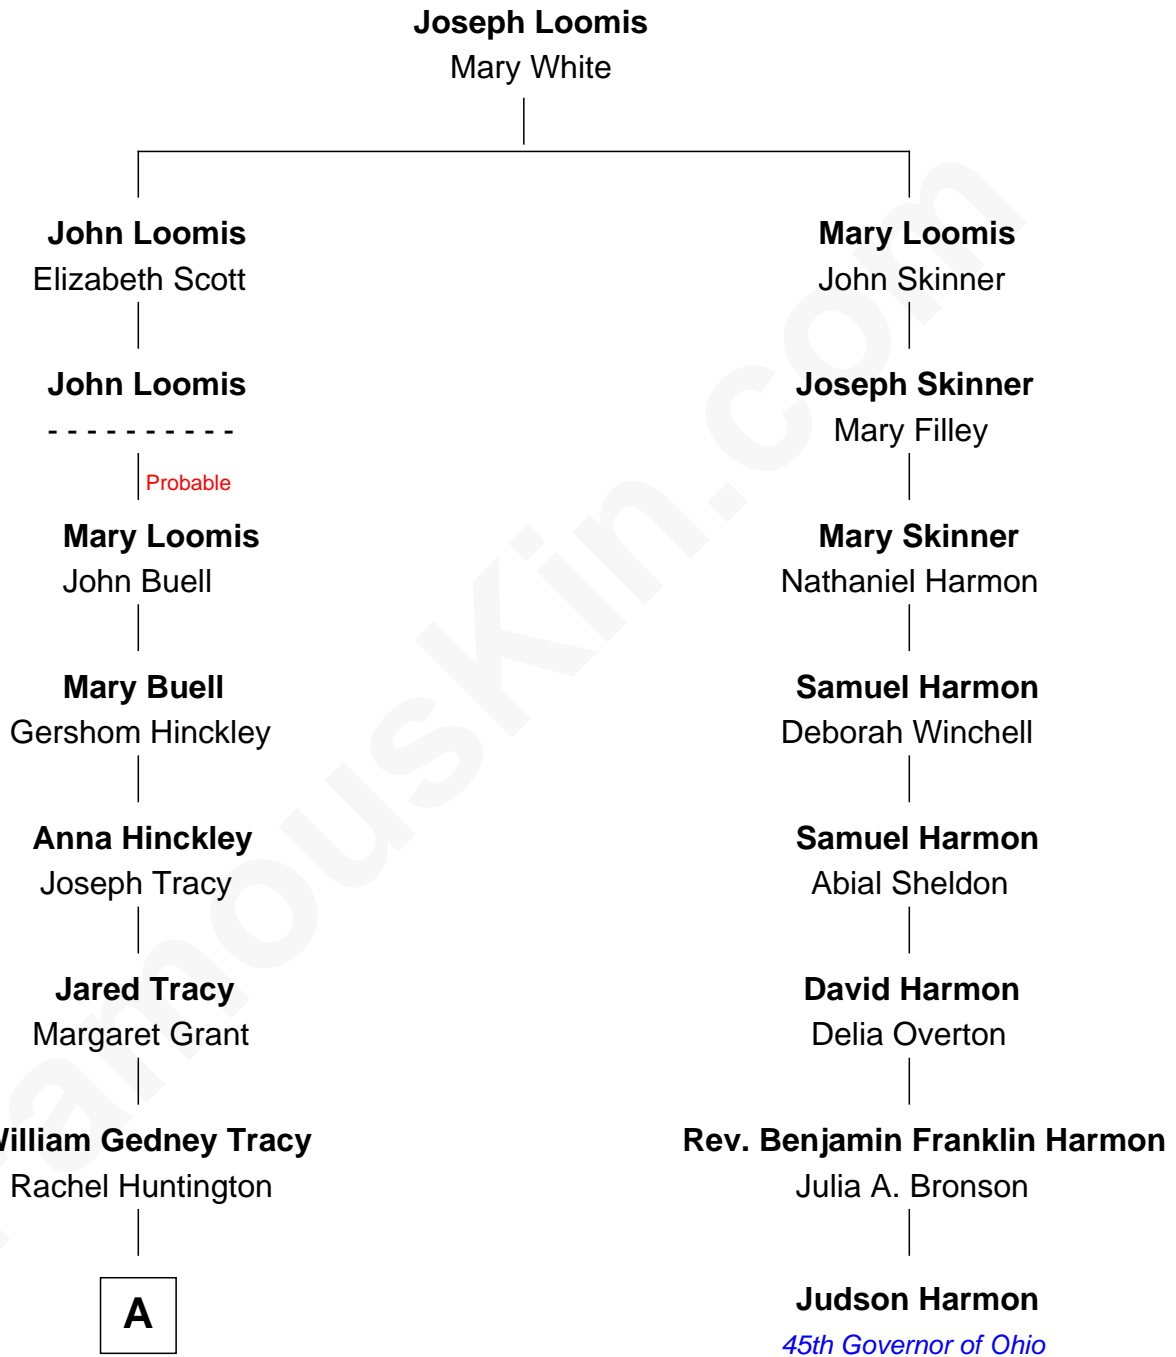 Joseph Loomis
Mary White
John Loomis
Elizabeth Scott
Mary Loomis
John Skinner
John Loomis
- - - - - - - - - -
Joseph Skinner
Mary Filley
Probable
Mary Loomis
John Buell
Mary Skinner
Nathaniel Harmon
Mary Buell
Gershom Hinckley
Samuel Harmon
Deborah Winchell
Anna Hinckley
Joseph Tracy
Samuel Harmon
Abial Sheldon
Jared Tracy
Margaret Grant
David Harmon
Delia Overton
William Gedney Tracy
Rachel Huntington
Rev. Benjamin Franklin Harmon
Julia A. Bronson
A
Judson Harmon
45th Governor of Ohio
FamousKin.com